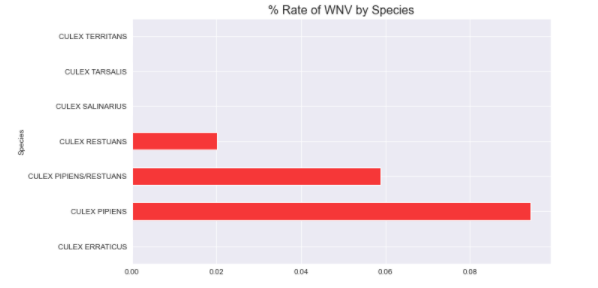 % Rate of WNV by Species
CULEX TERRITANS
CULEX TARSALIS
CULEX SALINARIUS
CULEX RESTUANS
CULEX PIPIENS/RESTUANS
CULEX PIPIENS
CULEX ERRATICUS
Species
0.00 0.02 0.04 0.06 0.08